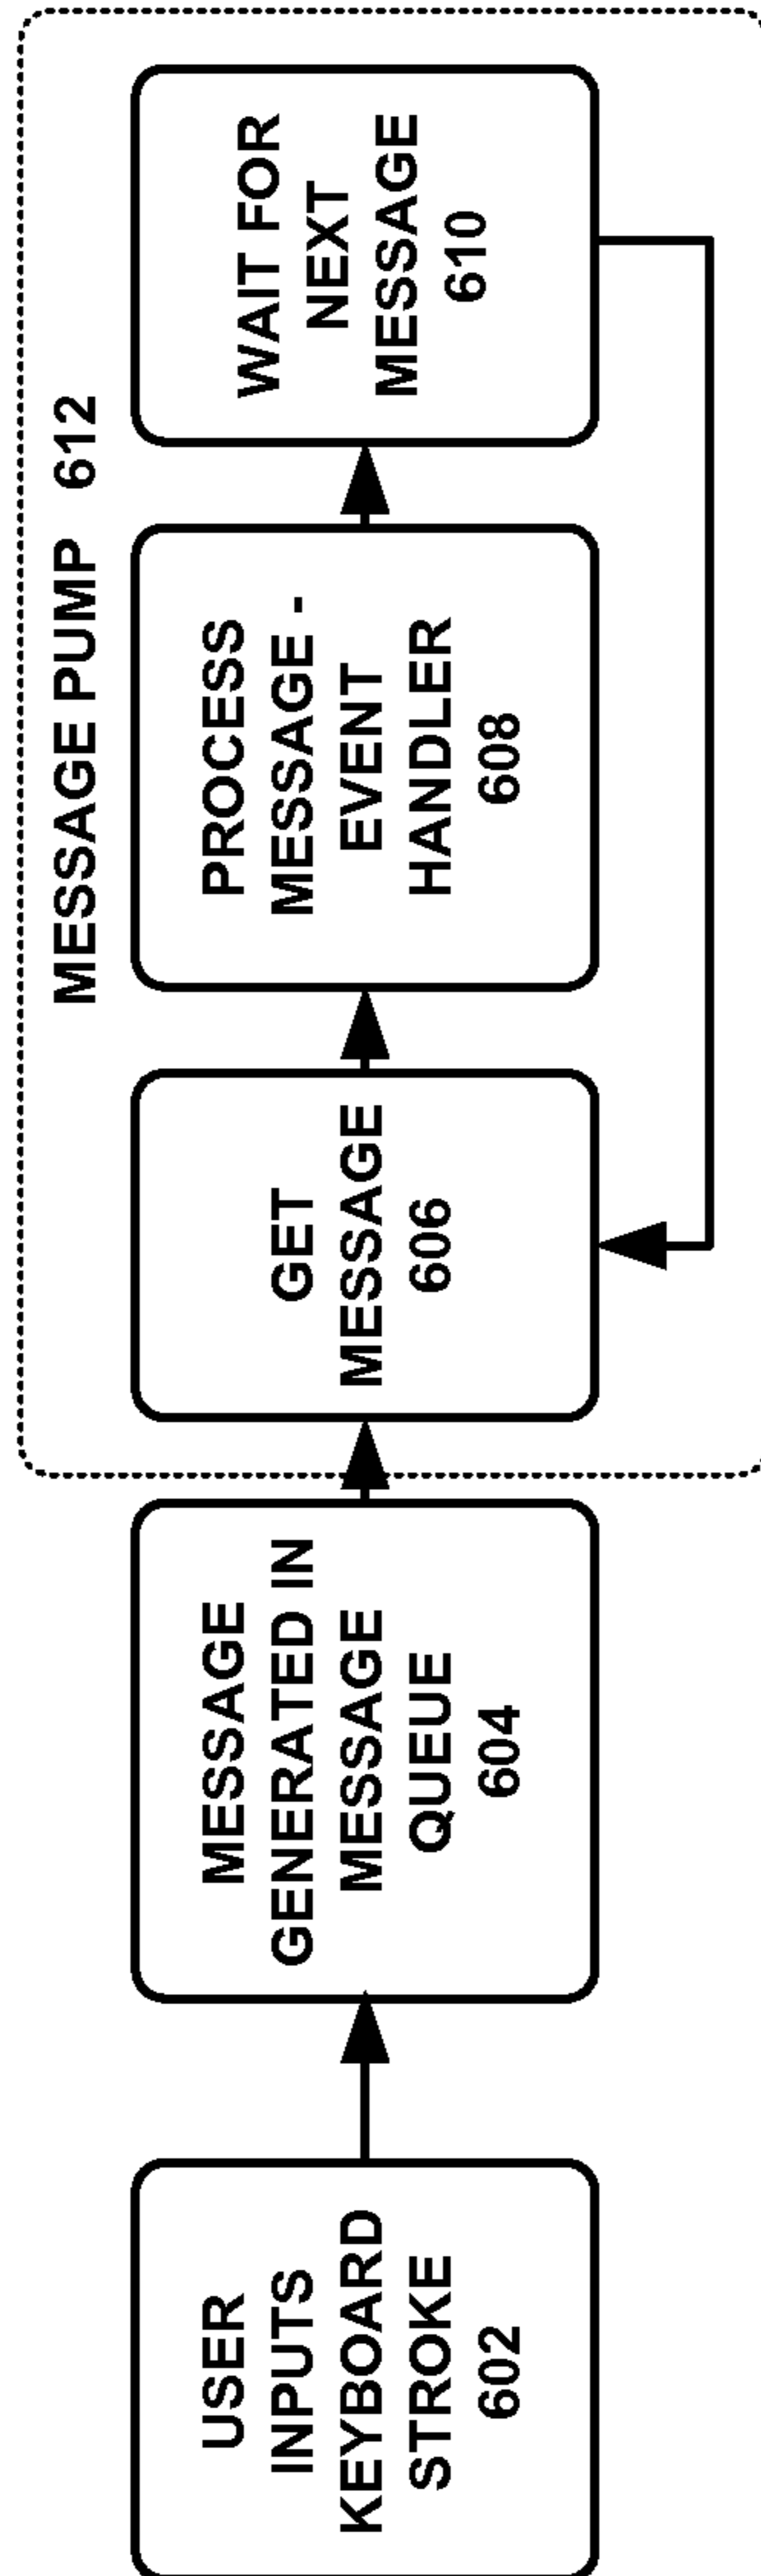 MESSAGE PUMP 612
USER
INPUTS
KEYBOARD
STROKE
602
MESSAGE
GENERATED IN
MESSAGE
QUEUE
604
GET
MESSAGE
606
PROCESS
MESSAGE -
EVENT
HANDLER
608
WAIT FOR
NEXT
MESSAGE
610